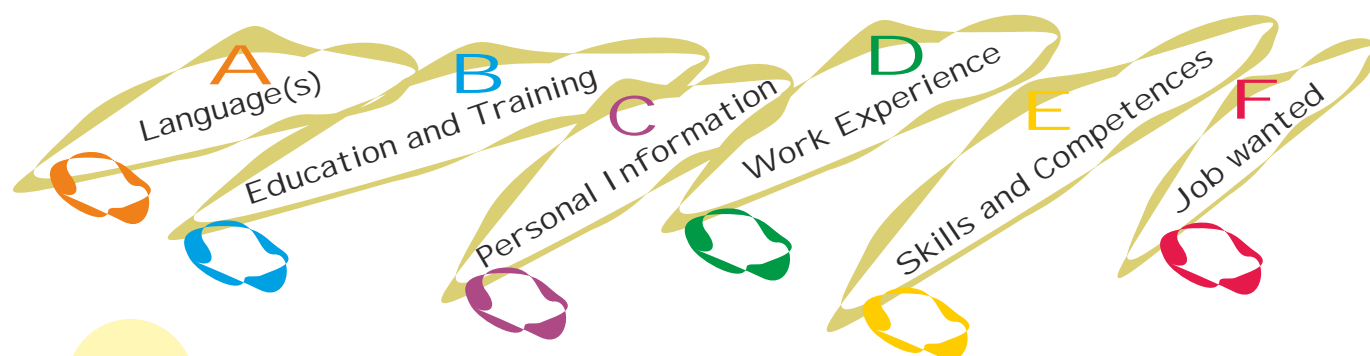 A
Language(s)
B
Education and Training
C
Personal Information
D
Work Experience
E
Skills and Competences
F
Job wanted